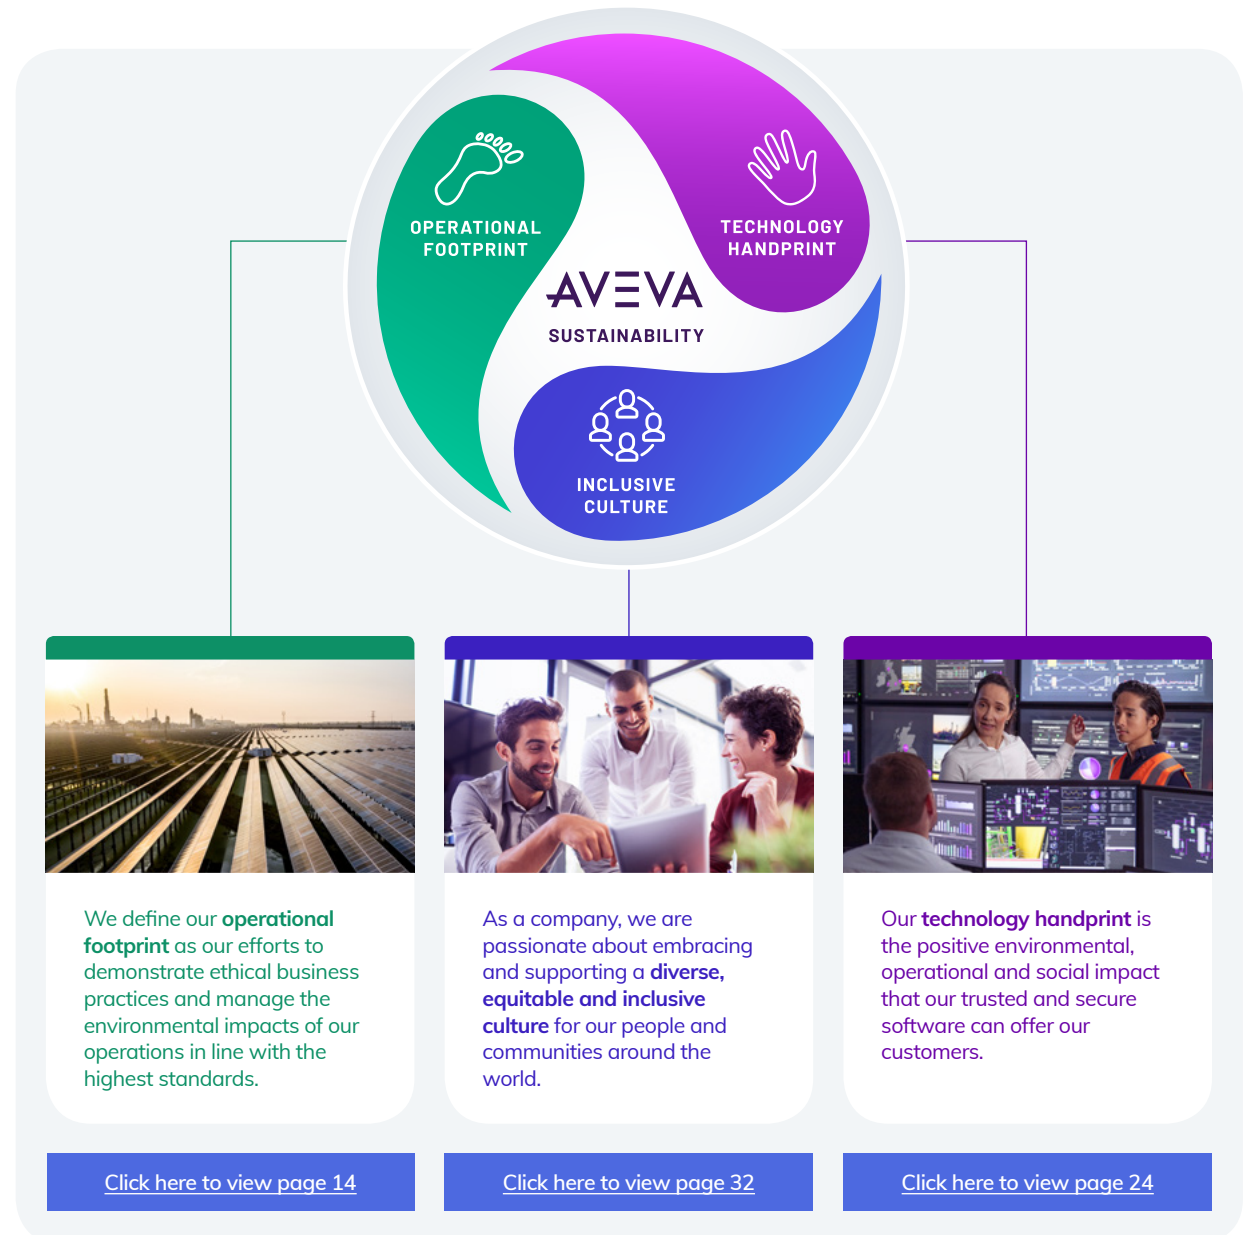 OPERATIONAL
FOOTPRINT
TECHNOLOGY
HANDPRINT
AVEVA
SUSTAINABILITY
INCLUSIVE
CULTURE
We define our operational
footprint as our efforts to
demonstrate ethical business
practices and manage the
environmental impacts of our
operations in line with the
highest standards.
Click here to view page 14
As a company, we are
passionate about embracing
and supporting a diverse,
equitable and inclusive
culture for our people and
communities around the
world.
Click here to view page 32
Our technology handprint is
the positive environmental,
operational and social impact
that our trusted and secure
software can offer our
customers.
Click here to view page 24